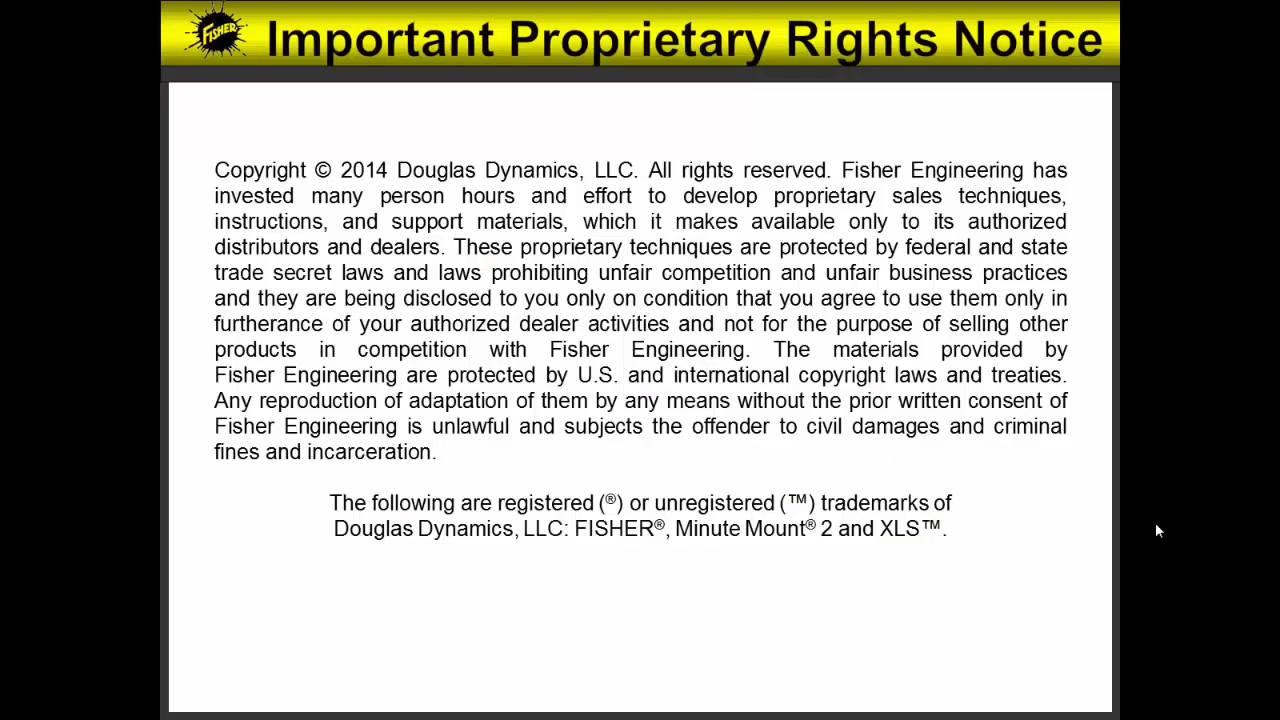 FISHER
Important Proprietary Rights Notice
Copyright © 2014 Douglas Dynamics, LLC. All rights reserved. Fisher Engineering has
invested many person hours and effort to develop proprietary sales techniques,
instructions, and support materials, which it makes available only to its authorized
distributors and dealers. These proprietary techniques are protected by federal and state
trade secret laws and laws prohibiting unfair competition and unfair business practices
and they are being disclosed to you only on condition that you agree to use them only in
furtherance of your authorized dealer activities and not for the purpose of selling other
products in competition with Fisher Engineering. The materials provided by
Fisher Engineering are protected by U.S. and international copyright laws and treaties.
Any reproduction of adaptation of them by any means without the prior written consent of
Fisher Engineering is unlawful and subjects the offender to civil damages and criminal
fines and incarceration.
The following are registered (®) or unregistered (™) trademarks of
Douglas Dynamics, LLC: FISHER®, Minute Mount® 2 and XLS™.